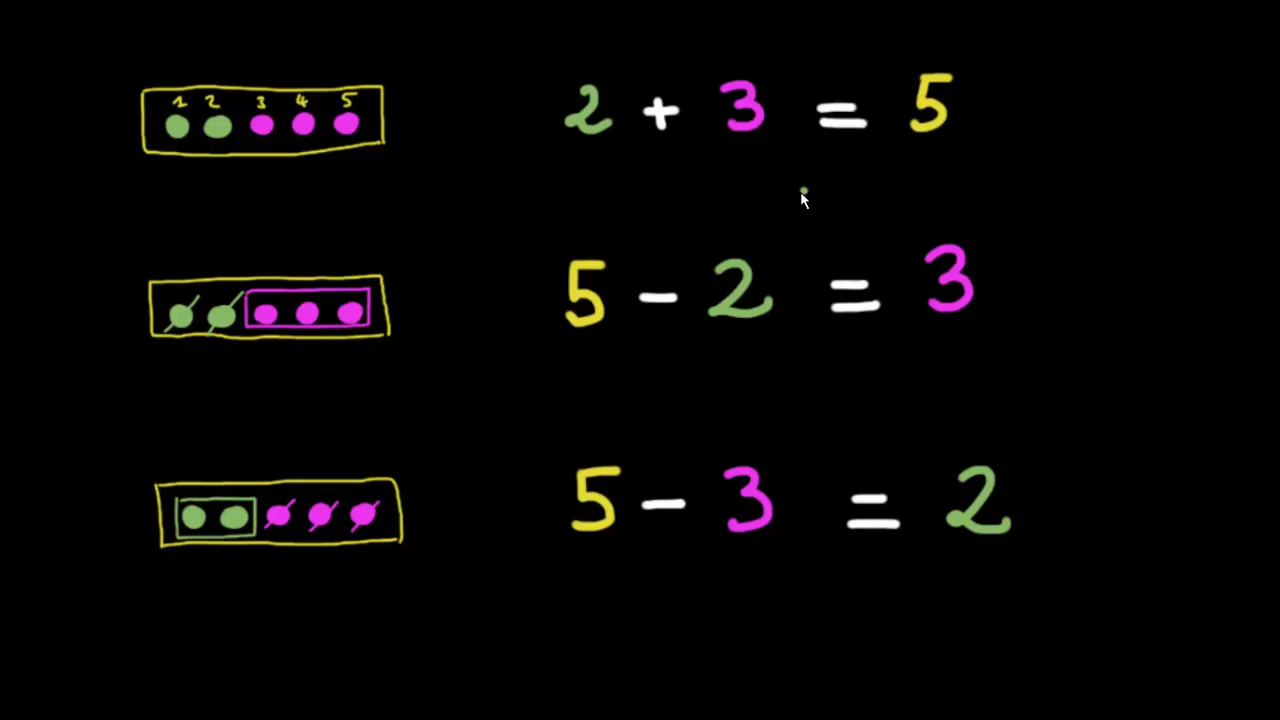 1 2 3 4 5
2 + 3 = 5
5 - 2 = 3
5 - 3 = 2